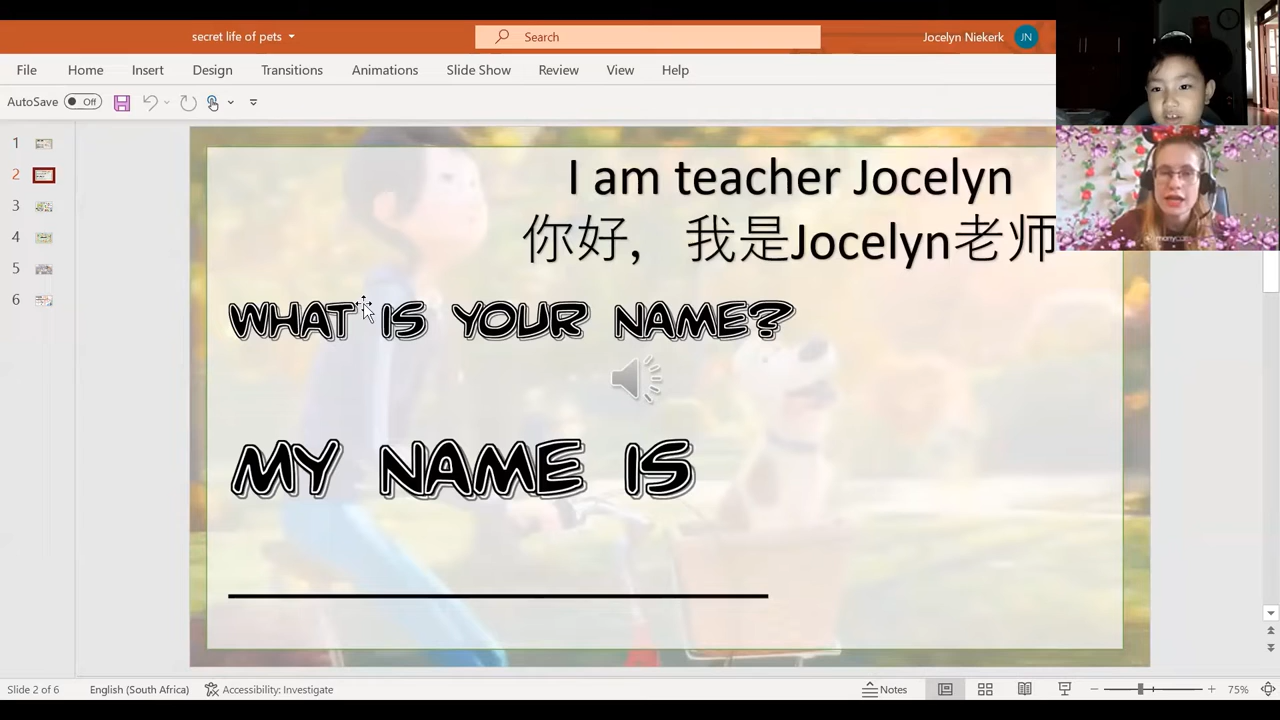 secret life of pets
Search
Jocelyn Niekerk
JN
File Home Insert Design Transitions Animations Slide Show Review View Help
AutoSave Off
1
2
3
4
5
6
I am teacher Jocelyn
你好，我是Jocelyn老师
WHAT IS YOUR NAME?
MY NAME IS
Slide 2 of 6 English (South Africa) Accessibility: Investigate Notes 75%